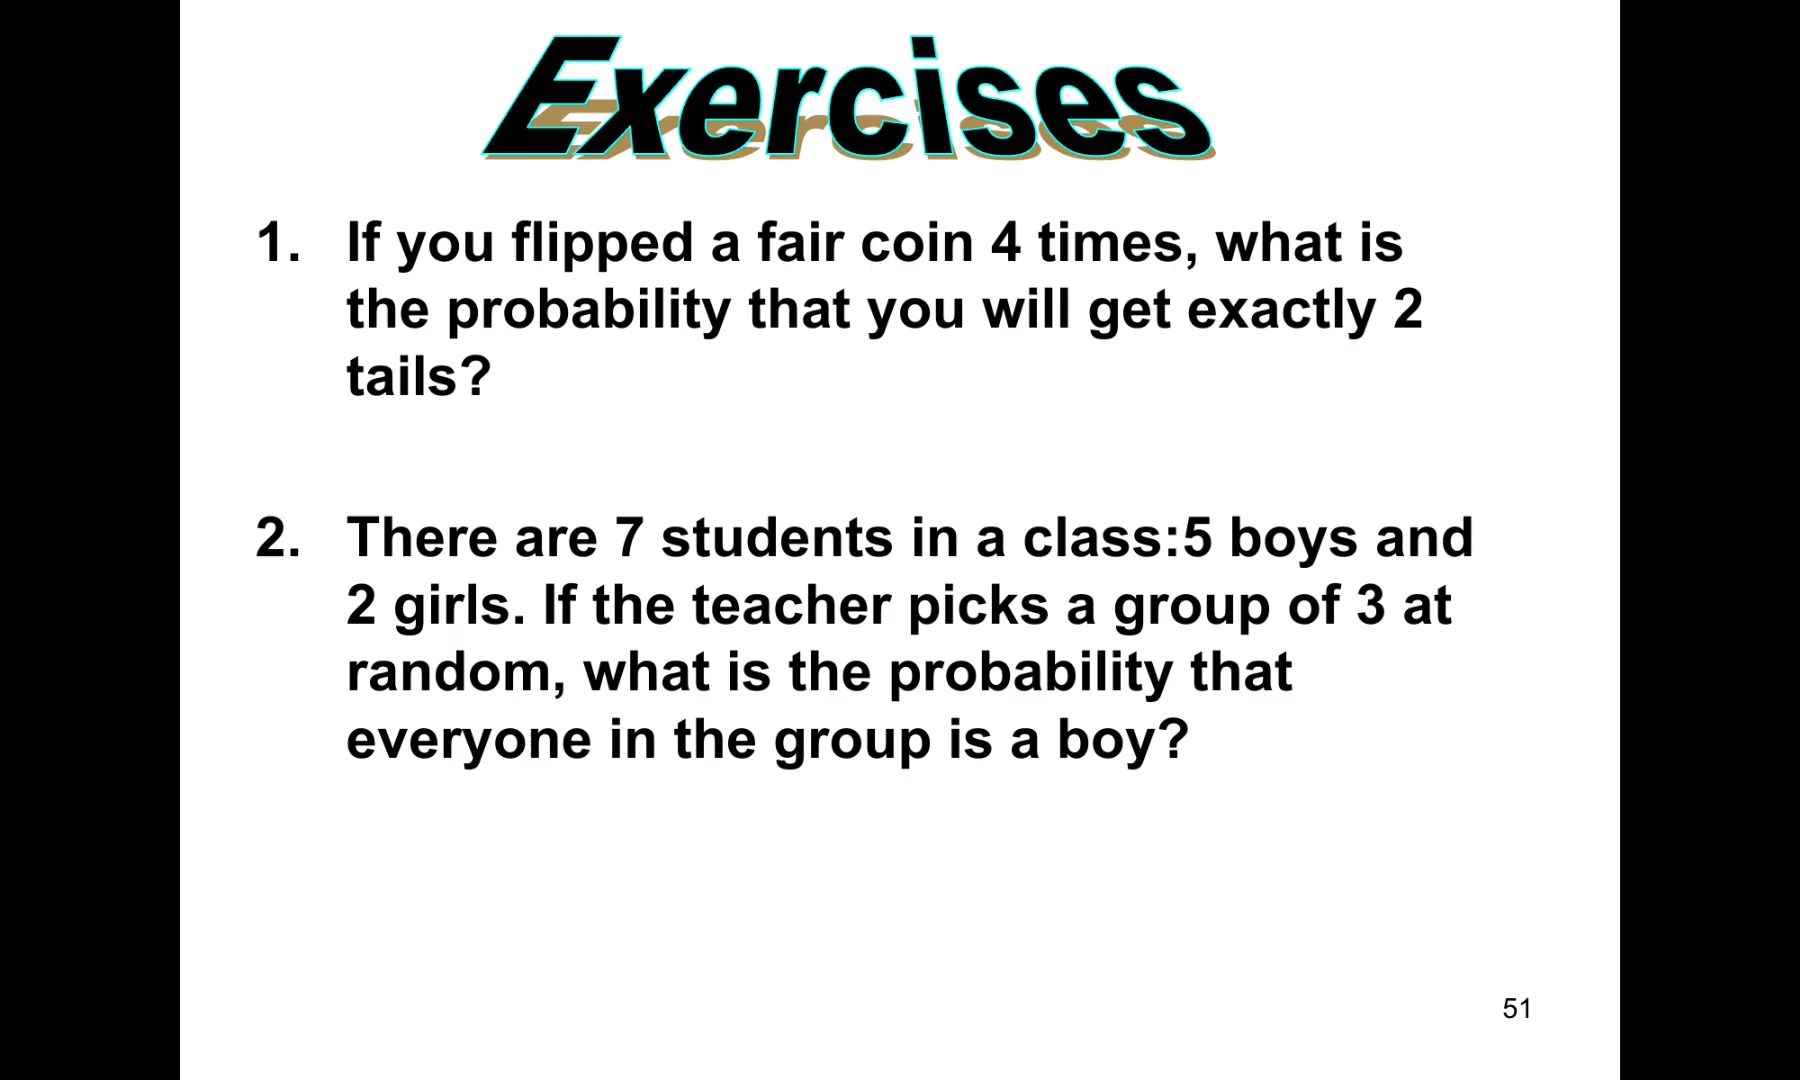 Exercises
1. If you flipped a fair coin 4 times, what is
the probability that you will get exactly 2
tails?
2. There are 7 students in a class:5 boys and
2 girls. If the teacher picks a group of 3 at
random, what is the probability that
everyone in the group is a boy?
51